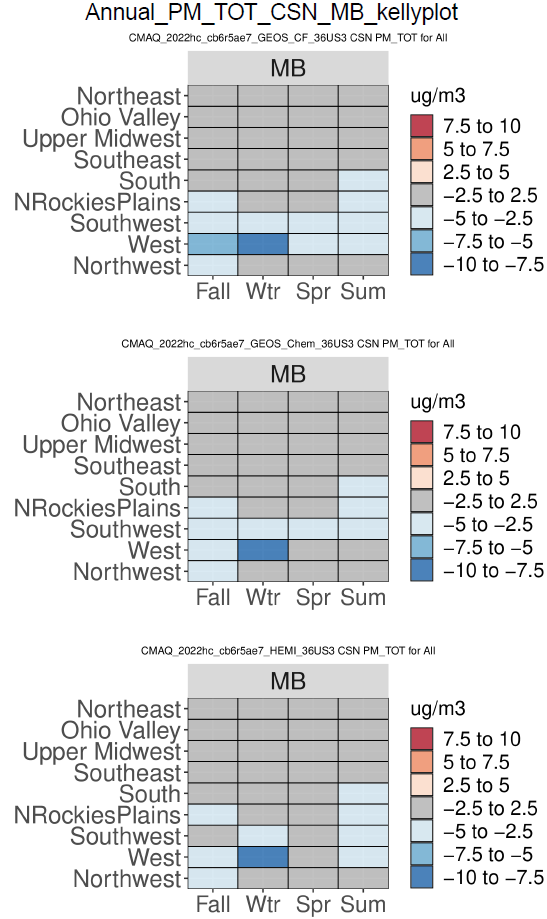 Annual_PM_TOT_CSN_MB_kellyplot
CMAQ_2022hc_cb6r5ae7_GEOS_CF_36US3 CSN PM_TOT for All
MB
Northeast
Ohio Valley
Upper Midwest
Southeast
South
NRockiesPlains
Southwest
West
Northwest
Fall Wtr Spr Sum
ug/m3
7.5 to 10
5 to 7.5
2.5 to 5
−2.5 to 2.5
−5 to −2.5
−7.5 to −5
−10 to −7.5
CMAQ_2022hc_cb6r5ae7_GEOS_Chem_36US3 CSN PM_TOT for All
MB
Northeast
Ohio Valley
Upper Midwest
Southeast
South
NRockiesPlains
Southwest
West
Northwest
Fall Wtr Spr Sum
ug/m3
7.5 to 10
5 to 7.5
2.5 to 5
−2.5 to 2.5
−5 to −2.5
−7.5 to −5
−10 to −7.5
CMAQ_2022hc_cb6r5ae7_HEMI_36US3 CSN PM_TOT for All
MB
Northeast
Ohio Valley
Upper Midwest
Southeast
South
NRockiesPlains
Southwest
West
Northwest
Fall Wtr Spr Sum
ug/m3
7.5 to 10
5 to 7.5
2.5 to 5
−2.5 to 2.5
−5 to −2.5
−7.5 to −5
−10 to −7.5